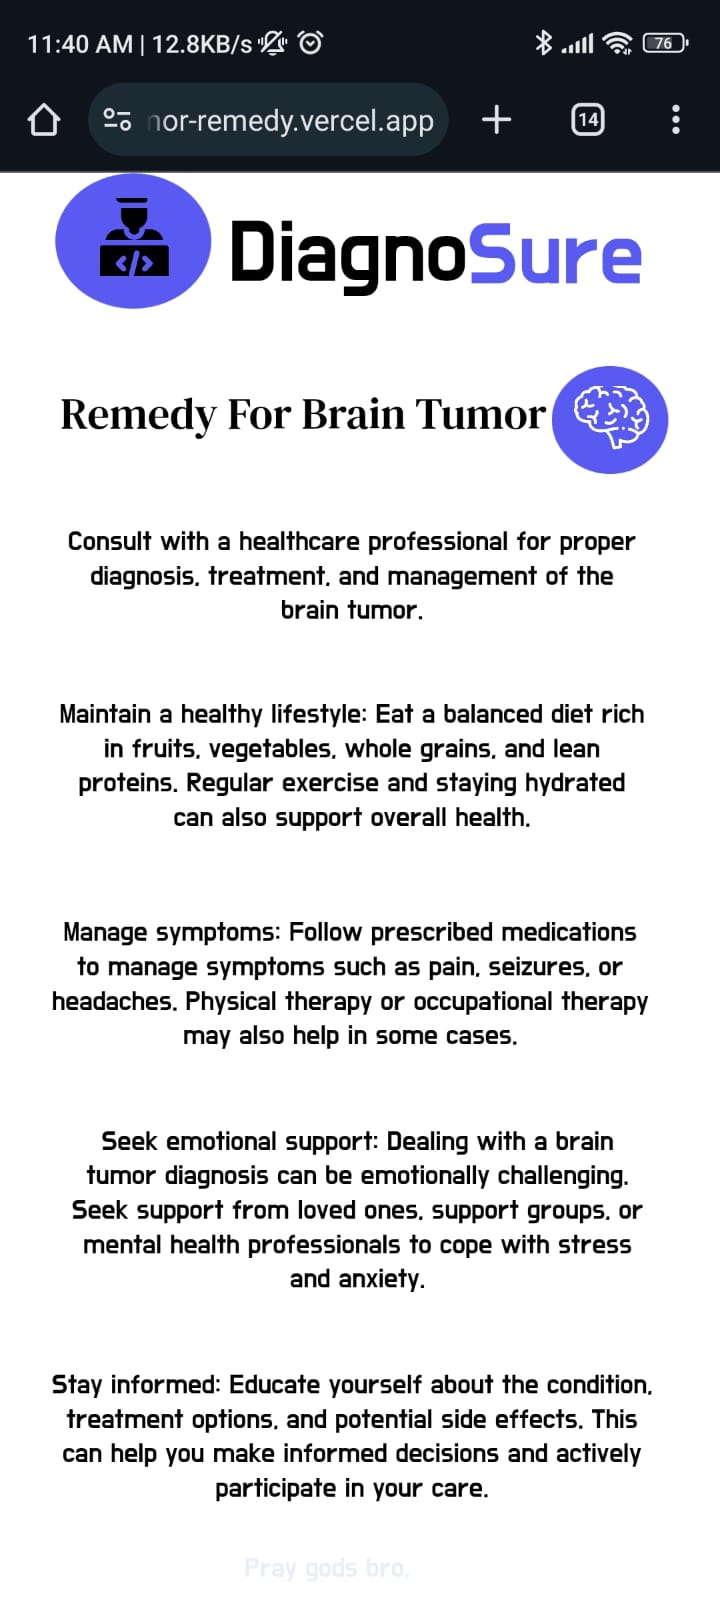 11:40 AM | 12.8KB/s
76
nor-remedy.vercel.app
14
</>
DiagnoSure
Remedy For Brain Tumor
Consult with a healthcare professional for proper
diagnosis, treatment, and management of the
brain tumor.
Maintain a healthy lifestyle: Eat a balanced diet rich
in fruits, vegetables, whole grains, and lean
proteins. Regular exercise and staying hydrated
can also support overall health.
Manage symptoms: Follow prescribed medications
to manage symptoms such as pain, seizures, or
headaches. Physical therapy or occupational therapy
may also help in some cases.
Seek emotional support: Dealing with a brain
tumor diagnosis can be emotionally challenging.
Seek support from loved ones, support groups, or
mental health professionals to cope with stress
and anxiety.
Stay informed: Educate yourself about the condition,
treatment options, and potential side effects. This
can help you make informed decisions and actively
participate in your care.
Pray gods bro.